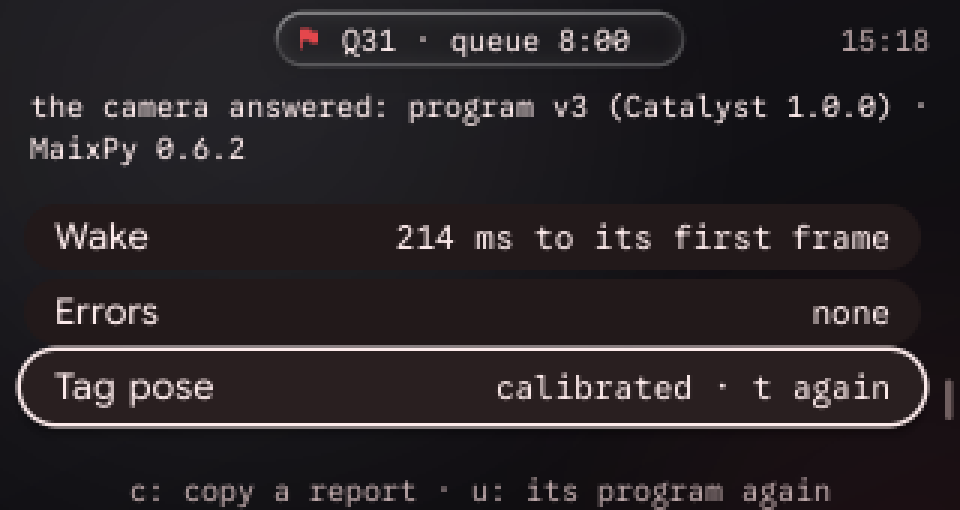 Q31 · queue 8:00
15:18
the camera answered: program v3 (Catalyst 1.0.0) ·
MaixPy 0.6.2
Wake 214 ms to its first frame
Errors none
Tag pose calibrated · t again
c: copy a report · u: its program again